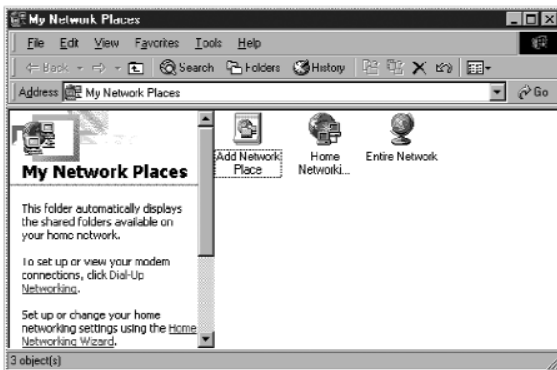 My Network Places
File Edit View Favorites Tools Help
Back Search Folders History
Address My Network Places Go
Add Network Place
Home Networki...
Entire Network
My Network Places
This folder automatically displays
the shared folders available on
your home network.
To set up or view your modem
connections, click Dial-Up
Networking.
Set up or change your home
networking settings using the Home
Networking Wizard.
3 object(s)